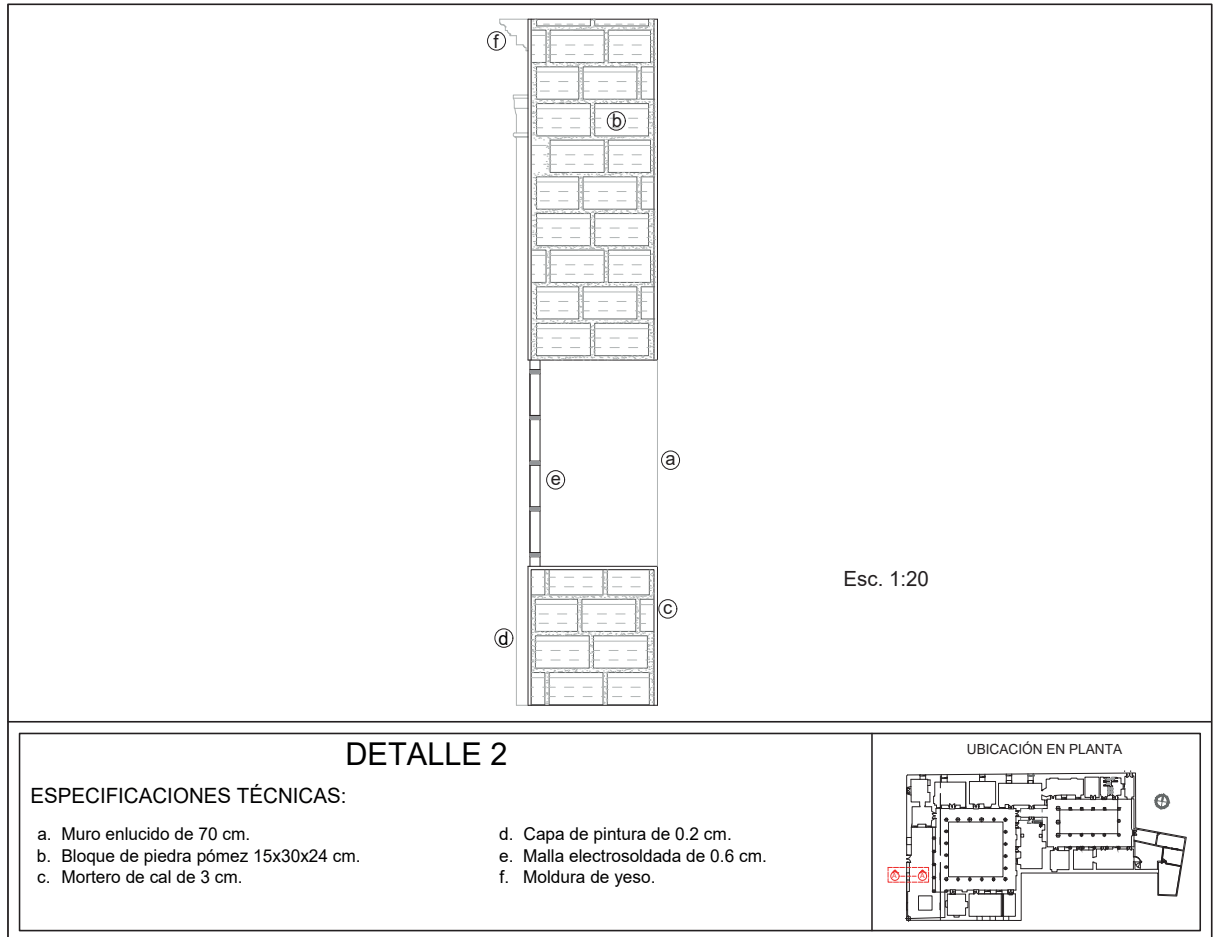 f
b
a
e
Esc. 1:20
c
d
DETALLE 2
ESPECIFICACIONES TÉCNICAS:
a. Muro enlucido de 70 cm.
b. Bloque de piedra pómez 15x30x24 cm.
c. Mortero de cal de 3 cm.
d. Capa de pintura de 0.2 cm.
e. Malla electrosoldada de 0.6 cm.
f. Moldura de yeso.
UBICACIÓN EN PLANTA